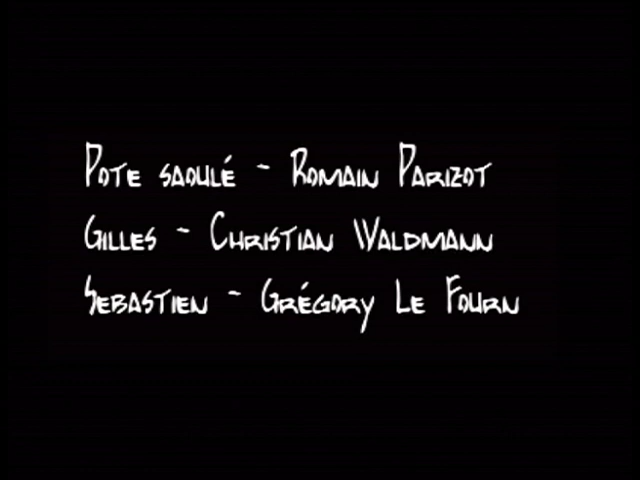 Pote saoulé - Romain Parizot
Gilles - Christian Waldmann
Sebastien - Grégory Le Fourn